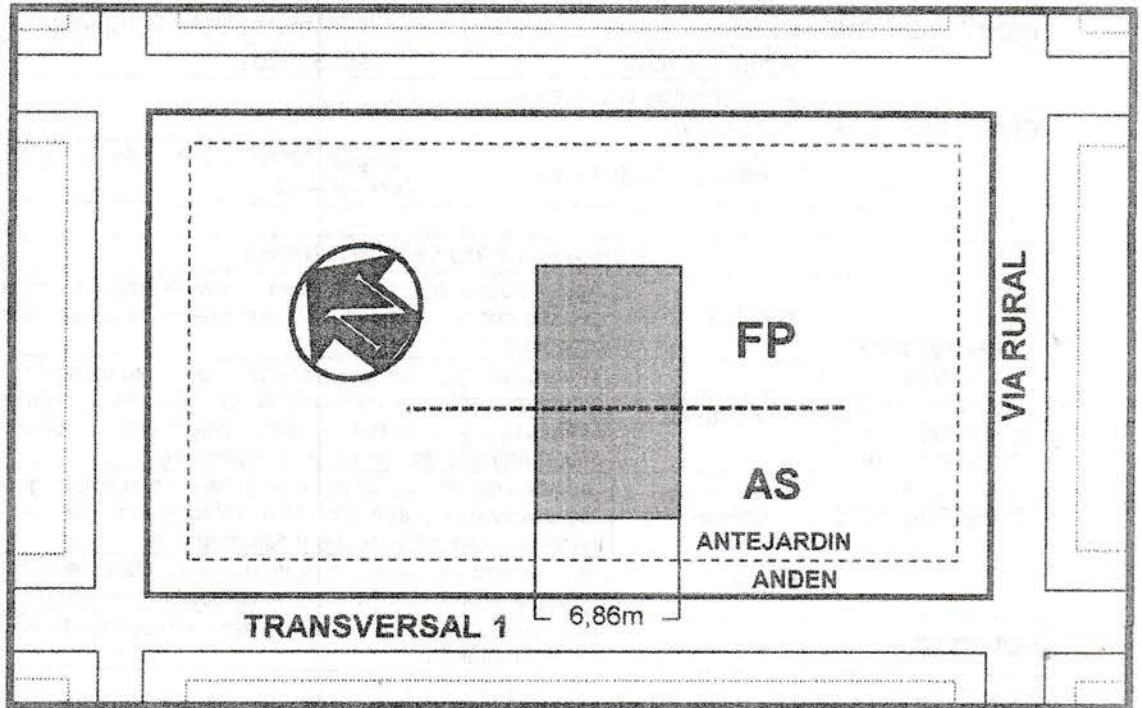 FP
VIA RURAL
AS
ANTEJARDIN
ANDEN
6,86m
TRANSVERSAL 1